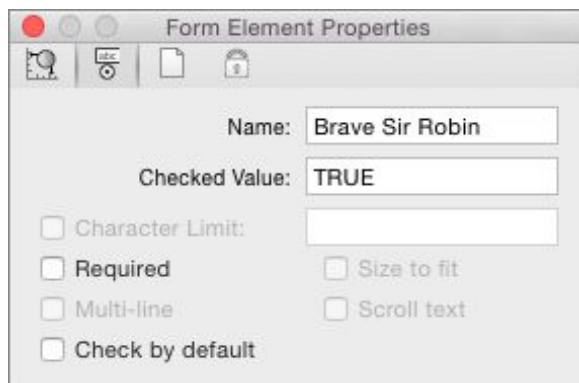 Form Element Properties
abc
Name: Brave Sir Robin
Checked Value: TRUE
Character Limit:
Required Size to fit
Multi-line Scroll text
Check by default